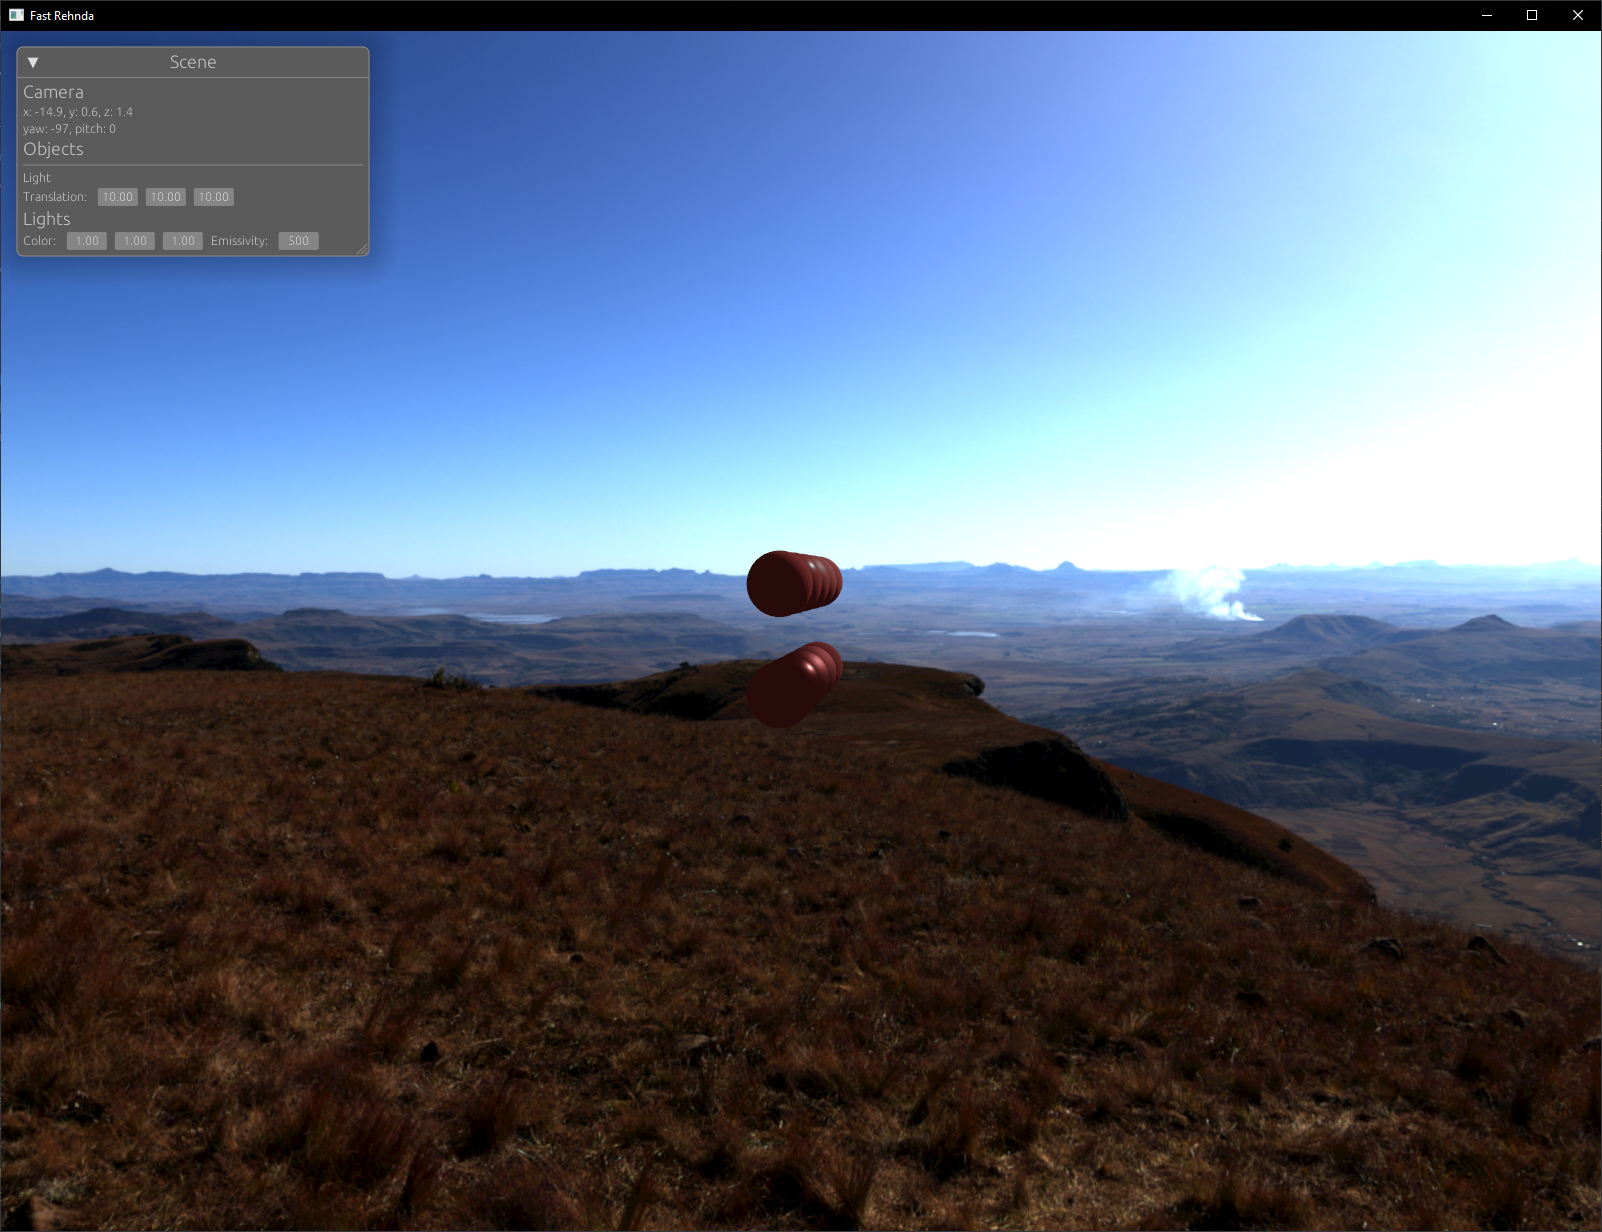 Fast Rehnda
Scene
Camera
x: -14.9, y: 0.6, z: 1.4
yaw: -97, pitch: 0
Objects
Light
Translation: 10.00 10.00 10.00
Lights
Color: 1.00 1.00 1.00 Emissivity: 500